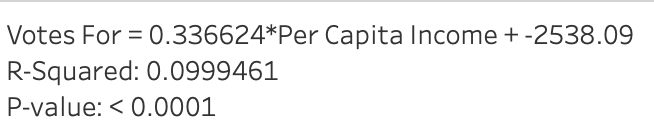 Votes For = 0.336624*Per Capita Income + -2538.09
R-Squared: 0.0999461
P-value: < 0.0001